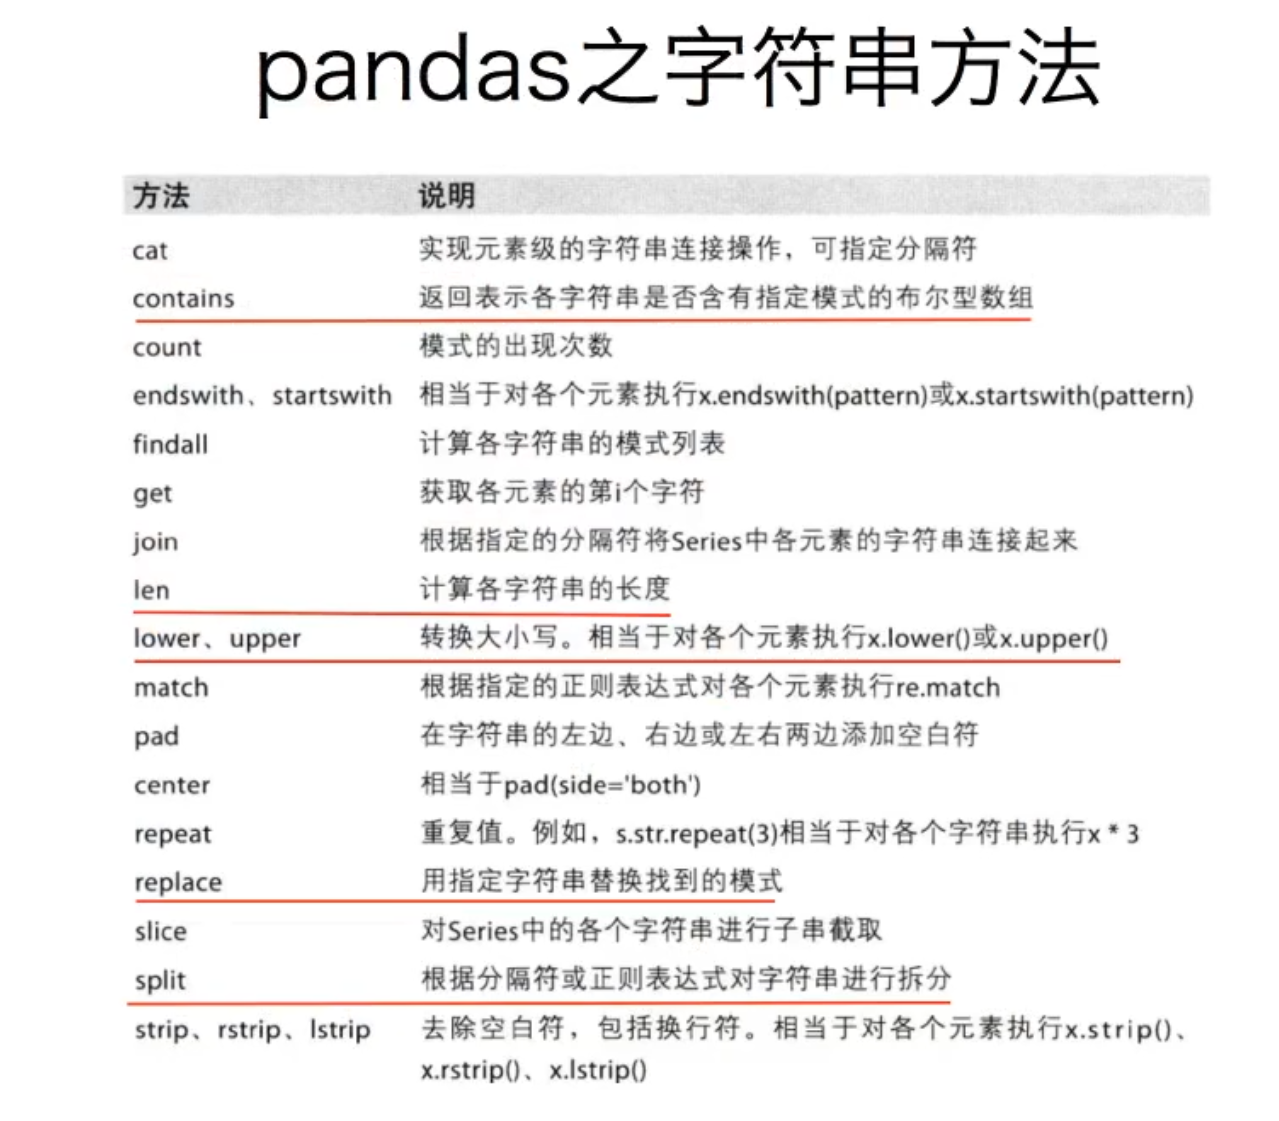 pandas之字符串方法
方法 说明
cat 实现元素级的字符串连接操作，可指定分隔符
contains 返回表示各字符串是否含有指定模式的布尔型数组
count 模式的出现次数
endswith、startswith 相当于对各个元素执行x.endswith(pattern)或x.startswith(pattern)
findall 计算各字符串的模式列表
get 获取各元素的第i个字符
join 根据指定的分隔符将Series中各元素的字符串连接起来
len 计算各字符串的长度
lower、upper 转换大小写。相当于对各个元素执行x.lower()或x.upper()
match 根据指定的正则表达式对各个元素执行re.match
pad 在字符串的左边、右边或左右两边添加空白符
center 相当于pad(side='both')
repeat 重复值。例如，s.str.repeat(3)相当于对各个字符串执行x * 3
replace 用指定字符串替换找到的模式
slice 对Series中的各个字符串进行子串截取
split 根据分隔符或正则表达式对字符串进行拆分
strip、rstrip、lstrip 去除空白符，包括换行符。相当于对各个元素执行x.strip()、
x.rstrip()、x.lstrip()